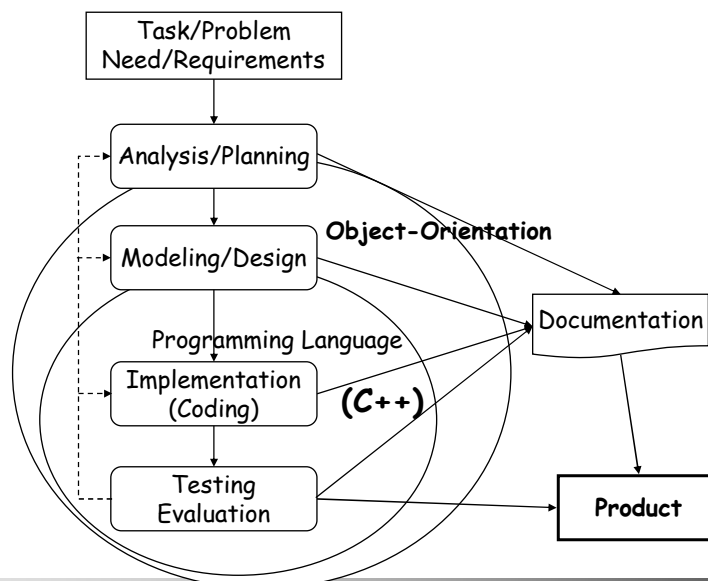 Task/Problem
Need/Requirements
Analysis/Planning
Object-Orientation
Modeling/Design
Documentation
Programming Language
Implementation
(Coding)
(C++)
Testing
Evaluation
Product